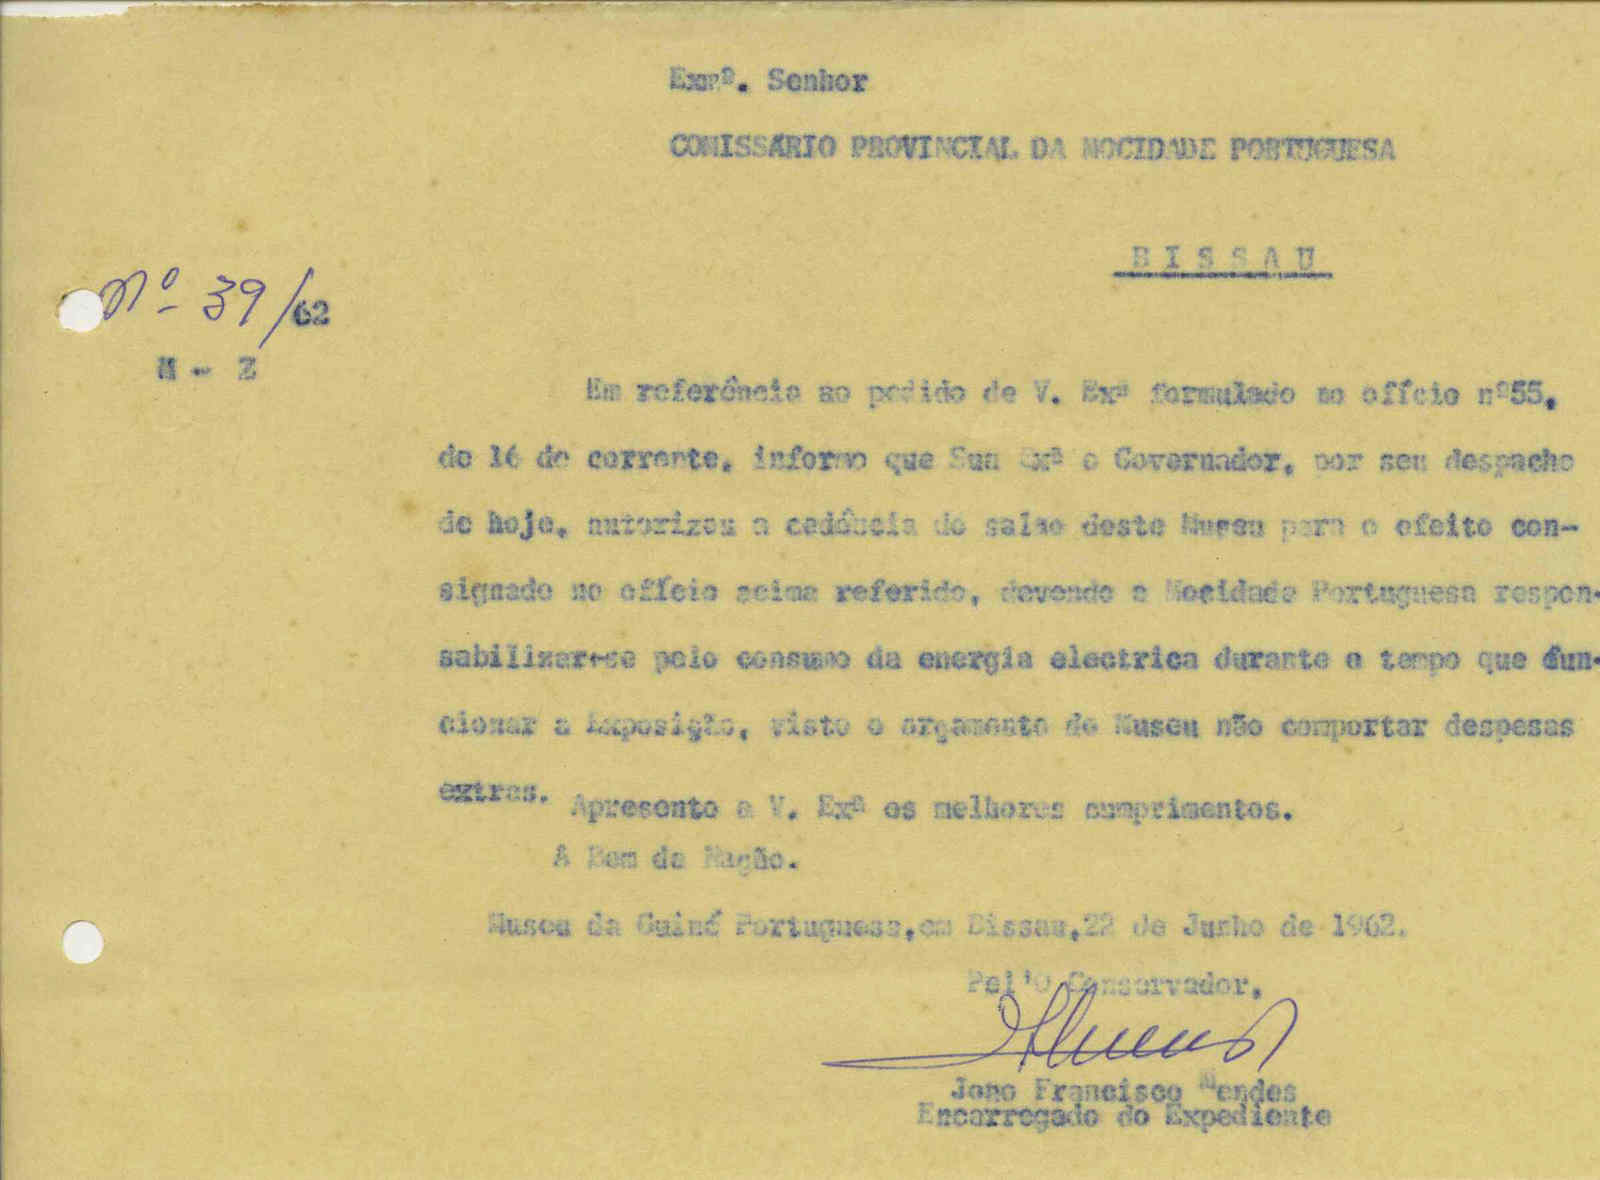 Exmº. Senhor
COMISSÁRIO PROVINCIAL DA MOCIDADE PORTUGUESA
BISSAU
Nº 39/62
M - Z
Em referência ao pedido de V. Exª formulado no ofício nº55,
de 16 do corrente, informo que Sua Exª o Governador, por seu despacho
de hoje, autorizou a cedência do salao deste Museu para o efeito con-
signado no ofício acima referido, devendo a Mocidade Portuguesa respon-
sabilizar-se pelo consumo da energia electrica durante o tempo que fun-
cionar a Exposição, visto o orçamento do Museu não comportar despesas
extras.
Apresento a V. Exª os melhores cumprimentos.
A Bem da Nação.
Museu da Guiné Portuguesa,em Bissau,22 de Junho de 1962.
Pel'O Conservador,
Joao Francisco Mendes
Encarregado do Expediente